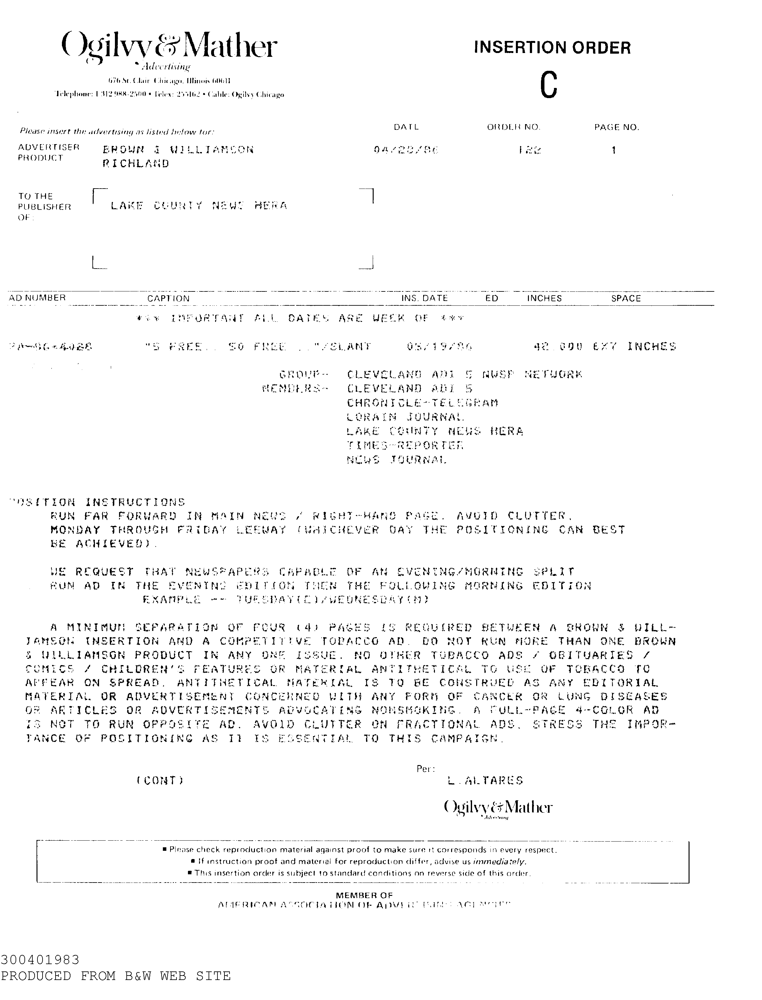 Ogilvy & Mather
Advertising
676 St. Clair, Chicago, Illinois 60611
Telephone: 1 312 988-2500 • Telex: 255162 • Cable: Ogilvy Chicago
INSERTION ORDER
C
Please insert the advertising as listed below for:
DATE ORDER NO. PAGE NO.
ADVERTISER BROWN & WILLIAMSON 122 1
PRODUCT RICHLAND
TO THE
PUBLISHER LAKE COUNTY NEWS HERA
OF
AD NUMBER CAPTION INS. DATE ED INCHES SPACE
*** IMPORTANT ALL DATES ARE WEEK OF ***
"5 FREE.. 50 FREE .."/SLANT 05/19/86 42.000 6X7 INCHES
GROUP- CLEVELAND ADI 5 NWSP NETWORK
MEMBERS- CLEVELAND ADI 5
CHRONICLE-TELEGRAM
LORAIN JOURNAL
LAKE COUNTY NEWS HERA
TIMES-REPORTER
NEWS JOURNAL
POSITION INSTRUCTIONS
RUN FAR FORWARD IN MAIN NEWS / RIGHT-HAND PAGE. AVOID CLUTTER.
MONDAY THROUGH FRIDAY LEEWAY (WHICHEVER DAY THE POSITIONING CAN BEST
BE ACHIEVED).
WE REQUEST THAT NEWSPAPERS CAPABLE OF AN EVENING/MORNING SPLIT
RUN AD IN THE EVENING EDITION THEN THE FOLLOWING MORNING EDITION
EXAMPLE -- TUESDAY(E)/WEDNESDAY(M)
A MINIMUM SEPARATION OF FOUR (4) PAGES IS REQUIRED BETWEEN A BROWN & WILL-
IAMSON INSERTION AND A COMPETITIVE TOBACCO AD. DO NOT RUN MORE THAN ONE BROWN
& WILLIAMSON PRODUCT IN ANY ONE ISSUE. NO OTHER TOBACCO ADS / OBITUARIES /
COMICS / CHILDREN'S FEATURES OR MATERIAL ANTITHETICAL TO USE OF TOBACCO TO
APPEAR ON SPREAD. ANTITHETICAL MATERIAL IS TO BE CONSTRUED AS ANY EDITORIAL
MATERIAL OR ADVERTISEMENT CONCERNED WITH ANY FORM OF CANCER OR LUNG DISEASES
OR ARTICLES OR ADVERTISEMENTS ADVOCATING NONSMOKING. A FULL-PAGE 4-COLOR AD
IS NOT TO RUN OPPOSITE AD. AVOID CLUTTER ON FRACTIONAL ADS. STRESS THE IMPOR-
TANCE OF POSITIONING AS IT IS ESSENTIAL TO THIS CAMPAIGN.
Per:
(CONT) L.ALTARES
Ogilvy & Mather
Advertising
■ Please check reproduction material against proof to make sure it corresponds in every respect.
■ If instruction proof and material for reproduction differ, advise us immediately.
■ This insertion order is subject to standard conditions on reverse side of this order.
MEMBER OF
AMERICAN ASSOCIATION OF ADVERTISING AGENCIES
300401983
PRODUCED FROM B&W WEB SITE